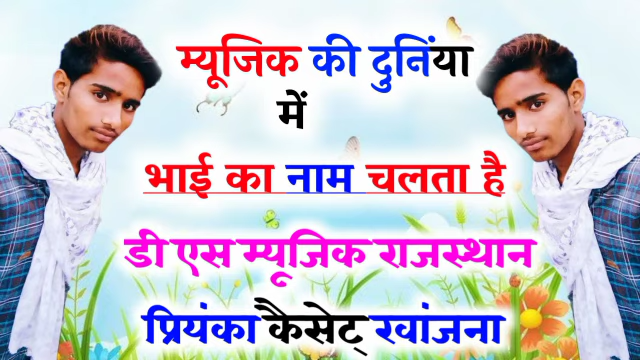 म्यूजिक की दुनिंया
में
भाई का नाम चलता है
डी एस म्यूजिक राजस्थान
प्रियंका कैसेट् खांजना